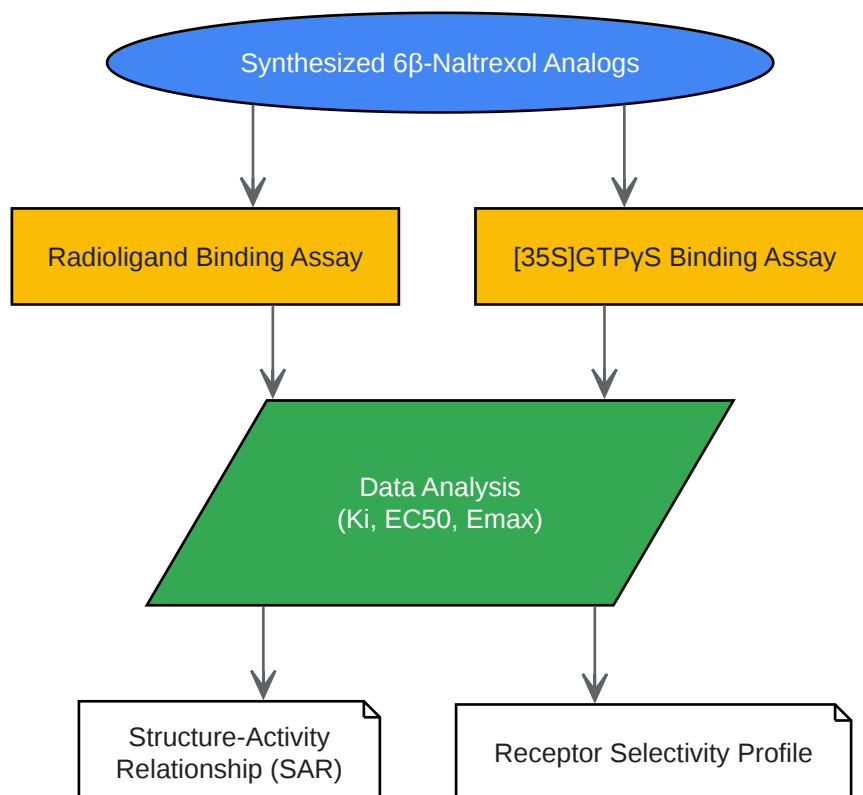 Synthesized 6β-Naltrexol Analogs
Radioligand Binding Assay
[35S]GTPγS Binding Assay
Data Analysis
(Ki, EC50, Emax)
Structure-Activity
Relationship (SAR)
Receptor Selectivity Profile